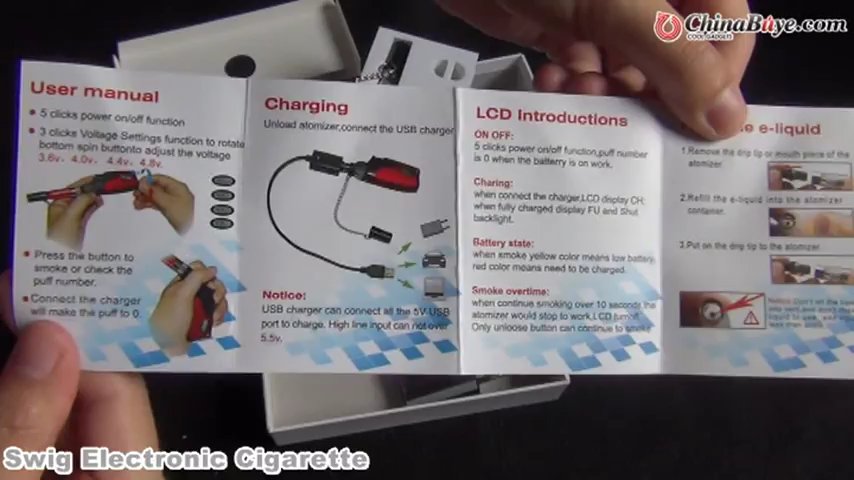 ChinaBuye.com
COOL GADGETS
User manual
5 clicks power on/off function
3 clicks Voltage Settings function to rotate
bottom spin buttonto adjust the voltage
3.6v、4.0v、4.4v、4.8v.
Press the button to
smoke or check the
puff number.
Connect the charger
will make the puff to 0.
Charging
Unload atomizer,connect the USB charger
Notice:
USB charger can connect all the 5V USB
port to charge. High line input can not over
5.5v.
LCD Introductions
ON OFF:
5 clicks power on/off function,puff number
is 0 when the batterry is on work.
Charing:
when connect the charger,LCD display CH;
when fully charged display FU and Shut
backlight.
Battery state:
when smoke yellow color means low battery,
red color means need to be charged.
Smoke overtime:
when continue smoking over 10 seconds,the
atomizer would stop to work,LCD turnoff.
Only unloose button can continue to smoke.
e e-liquid
1.Remove the drip tip or mouth piece of the
atomizer.
2.Refill the e-liquid into the atomizer
container.
3.Put on the drip tip to the atomizer.
Swig Electronic Cigarette